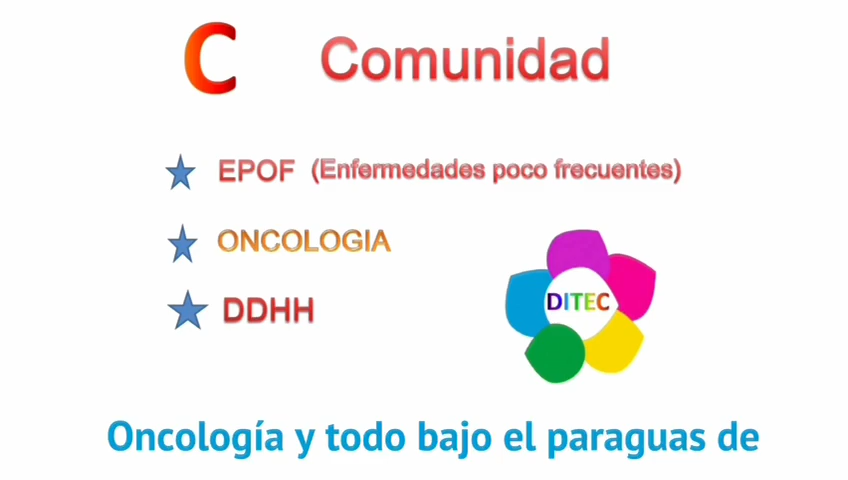 C Comunidad
EPOF (Enfermedades poco frecuentes)
ONCOLOGIA
DITEC
DDHH
Oncología y todo bajo el paraguas de